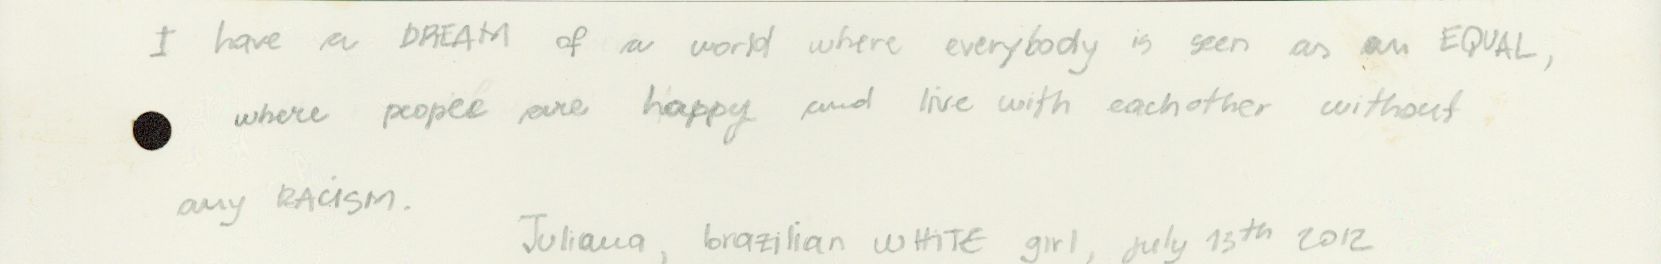 I have a DREAM of a world where everybody is seen as an EQUAL,
where people are happy and live with eachother without
any RACISM.
Juliana, brazilian WHITE girl, july 13th 2012